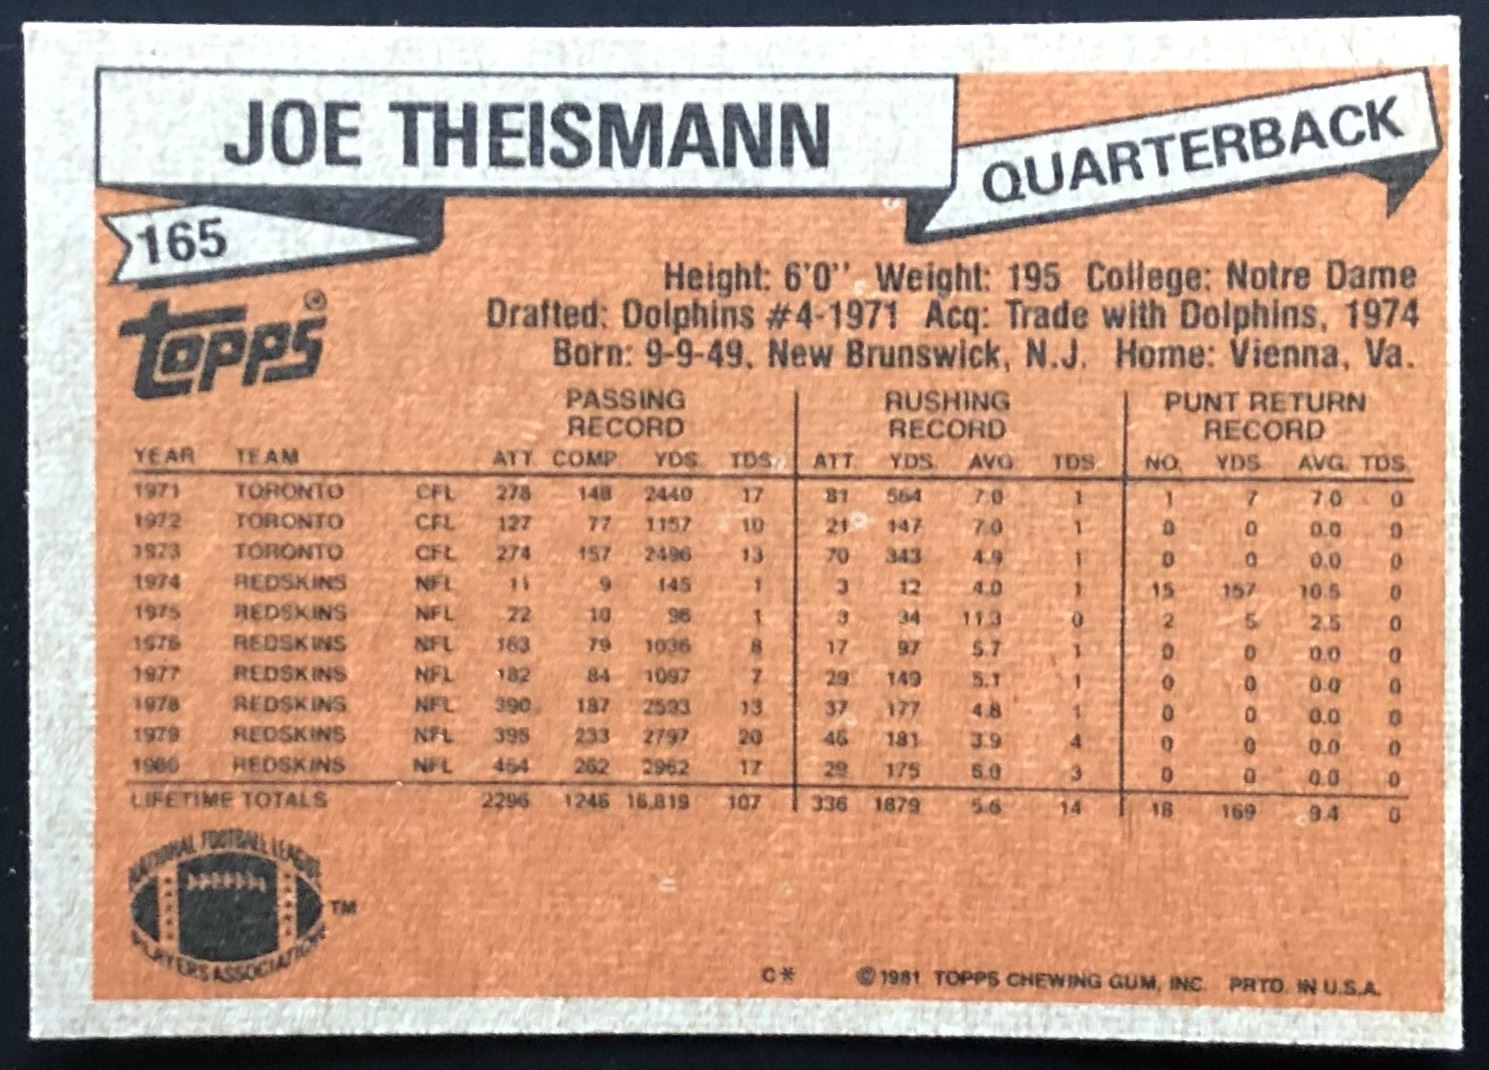 JOE THEISMANN
QUARTERBACK
165
TOPPS®
Height: 6'0" Weight: 195 College: Notre Dame
Drafted: Dolphins #4-1971 Acq: Trade with Dolphins, 1974
Born: 9-9-49, New Brunswick, N.J. Home: Vienna, Va.
PASSING RECORD RUSHING RECORD PUNT RETURN RECORD
YEAR TEAM ATT. COMP YDS. TDS. ATT. YDS. AVG TDS. NO. YDS. AVG. TDS.
1971 TORONTO CFL 278 148 2440 17 81 564 7.0 1 1 7 7.0 0
1972 TORONTO CFL 127 77 1157 10 21 147 7.0 1 0 0 0.0 0
1973 TORONTO CFL 274 157 2496 13 70 343 4.9 1 0 0 0.0 0
1974 REDSKINS NFL 11 9 145 1 3 12 4.0 1 15 157 10.5 0
1975 REDSKINS NFL 22 10 96 1 3 34 11.3 0 2 5 2.5 0
1976 REDSKINS NFL 163 79 1036 8 17 97 5.7 1 0 0 0.0 0
1977 REDSKINS NFL 182 84 1097 7 29 149 5.1 1 0 0 0.0 0
1978 REDSKINS NFL 390 187 2593 13 37 177 4.8 1 0 0 0.0 0
1979 REDSKINS NFL 395 233 2797 20 46 181 3.9 4 0 0 0.0 0
1980 REDSKINS NFL 454 262 2962 17 29 175 6.0 3 0 0 0.0 0
LIFETIME TOTALS 2296 1246 16,819 107 336 1879 5.6 14 18 169 9.4 0
NATIONAL FOOTBALL LEAGUE
PLAYERS ASSOCIATION
TM
C* © 1981 TOPPS CHEWING GUM, INC. PRTD. IN U.S.A.